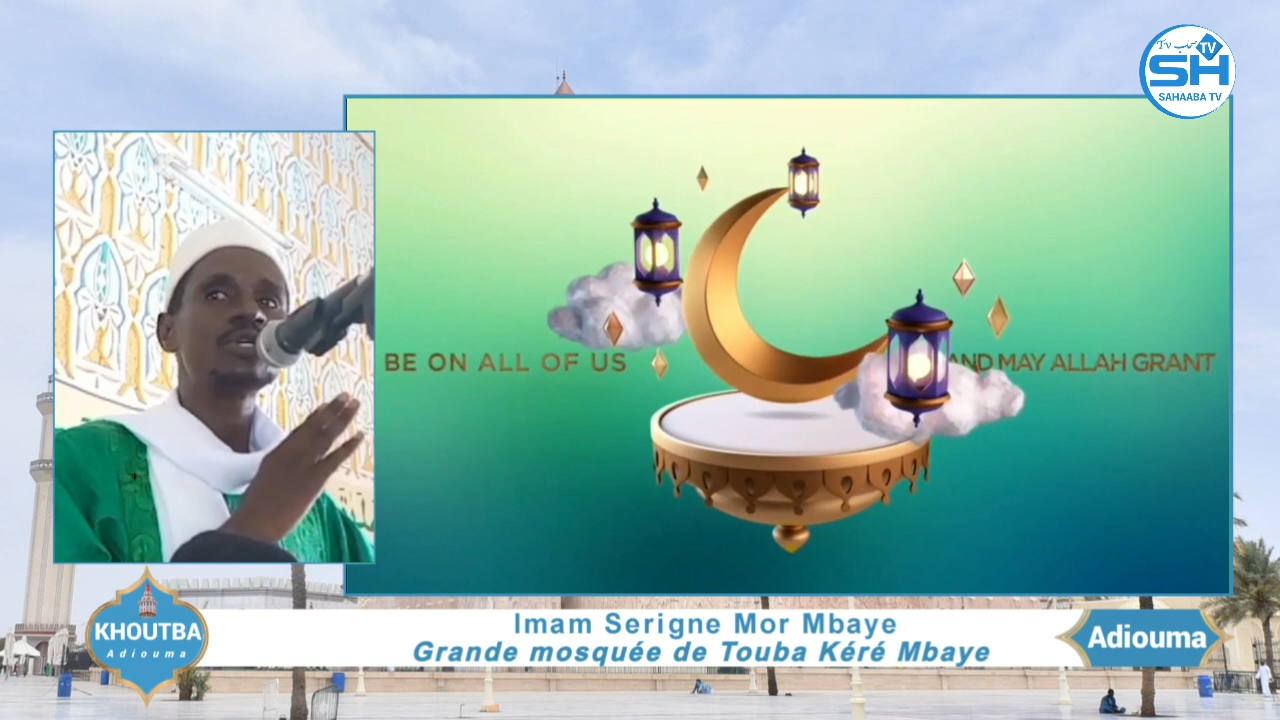 TV
SH
SAHAABA TV
BE ON ALL OF US
AND MAY ALLAH GRANT
KHOUTBA
Adiouma
Imam Serigne Mor Mbaye
Grande mosquée de Touba Kéré Mbaye
Adiouma